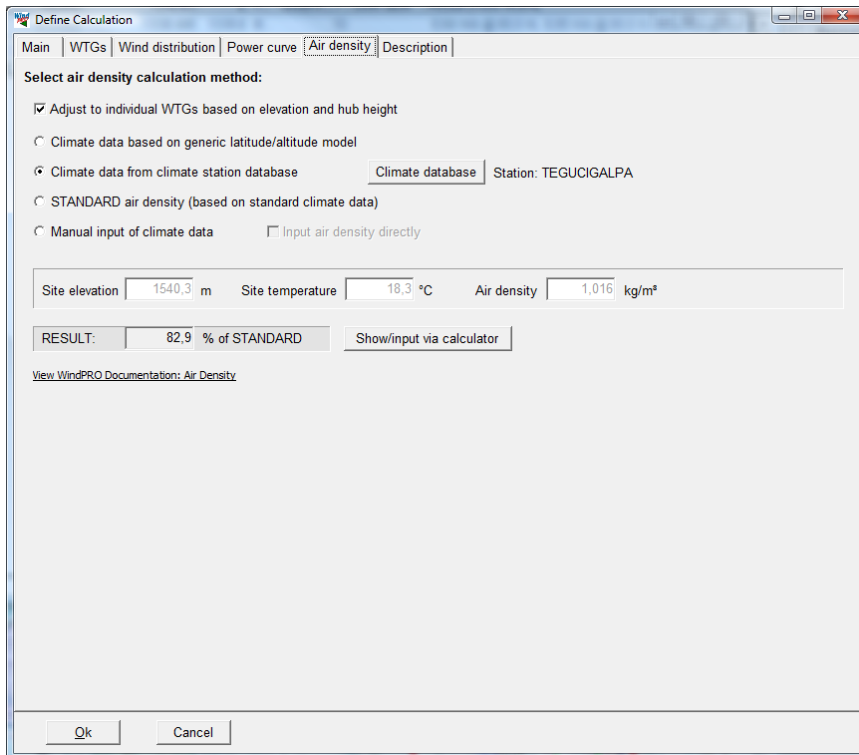 Wind Define Calculation
Main WTGs Wind distribution Power curve Air density Description
Select air density calculation method:
Adjust to individual WTGs based on elevation and hub height
Climate data based on generic latitude/altitude model
Climate data from climate station database Climate database Station: TEGUCIGALPA
STANDARD air density (based on standard climate data)
Manual input of climate data Input air density directly
Site elevation 1540,3 m Site temperature 18,3 °C Air density 1,016 kg/m³
RESULT: 82,9 % of STANDARD Show/input via calculator
View WindPRO Documentation: Air Density
Ok Cancel